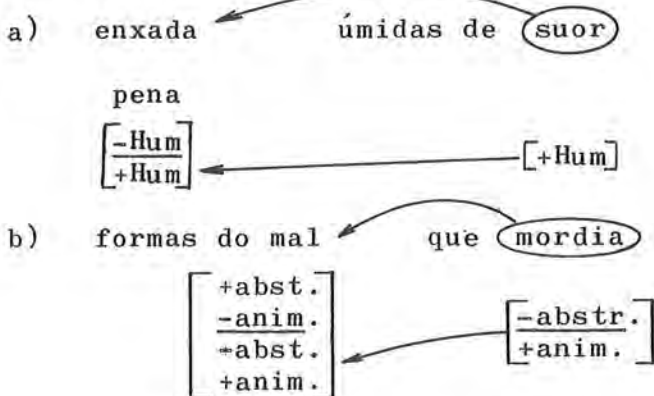 a) enxada úmidas de suor
pena
[-Hum [+Hum]
+Hum]
b) formas do mal que mordia
[+abst.
-anim. [-abstr.
+abst. +anim.]
+anim.]